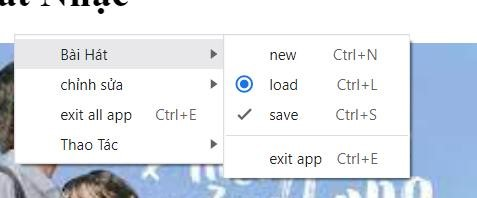 Nhạc
Bài Hát
chỉnh sửa
exit all app Ctrl+E
Thao Tác
new Ctrl+N
load Ctrl+L
save Ctrl+S
exit app Ctrl+E